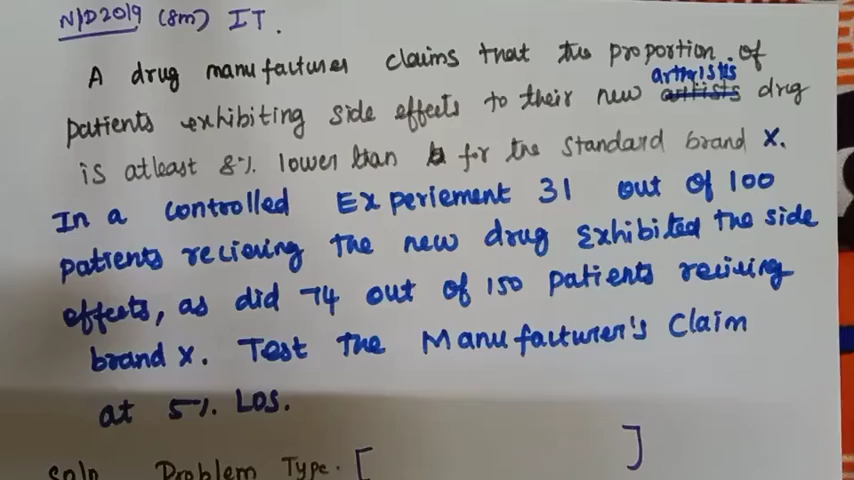 N/D2019 (8m) IT.
A drug manufacturer claims that the proportion of
patients exhibiting side effects to their new arthristis artists drug
is atleast 8% lower than for the standard brand X.
In a controlled Experiement 31 out of 100
patients recieving the new drug Exhibited the side
effects, as did 74 out of 150 patients reciving
brand X. Test the Manufacturer's Claim
at 5% LOS.
Soln Problem Type. [ ]